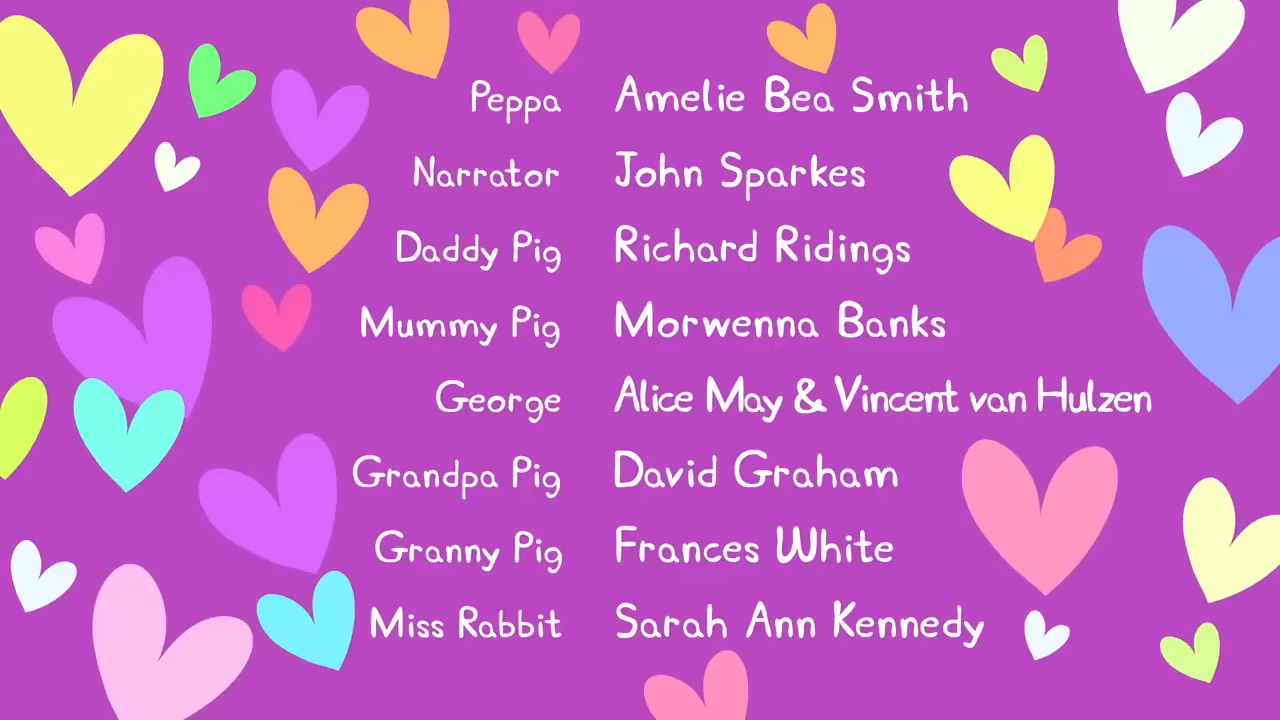 Peppa Amelie Bea Smith
Narrator John Sparkes
Daddy Pig Richard Ridings
Mummy Pig Morwenna Banks
George Alice May & Vincent van Hulzen
Grandpa Pig David Graham
Granny Pig Frances White
Miss Rabbit Sarah Ann Kennedy